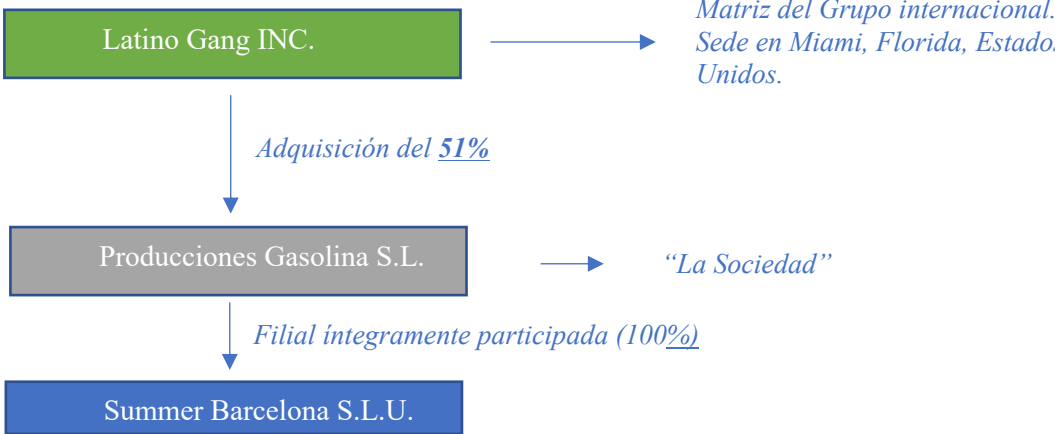 Matriz del Grupo internacional.
Latino Gang INC.
Sede en Miami, Florida, Estados
Unidos.
Adquisición del 51%
Producciones Gasolina S.L.
“La Sociedad”
Filial íntegramente participada (100%)
Summer Barcelona S.L.U.